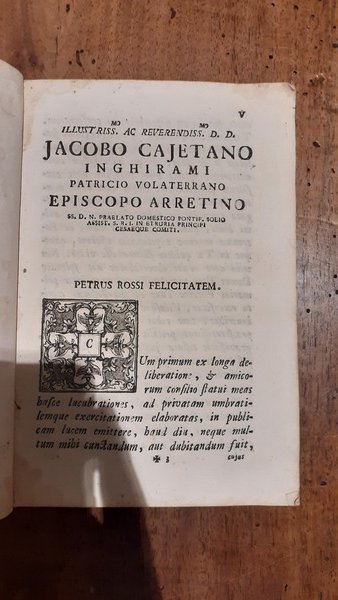 V
MO MO
ILLUSTRISS. AC REVERENDISS. D. D.
JACOBO CAJETANO
INGHIRAMI
PATRICIO VOLATERRANO
EPISCOPO ARRETINO
SS. D. N. PRAELATO DOMESTICO PONTIF. SOLIO
ASSIST. S. R. I. IN ETRURIA PRINCIPI
CESAEQUE COMITI.
PETRUS ROSSI FELICITATEM.
CUm primum ex longa de-
liberatione, & amico-
rum consilio statui meas
hasce lucubrationes, ad privatam umbrati-
lemque exercitationem elaboratas, in publi-
cam lucem emittere, haud diu, neque mul-
tum mihi cunctandum, aut dubitandum fuit,
✠ 3 cujus